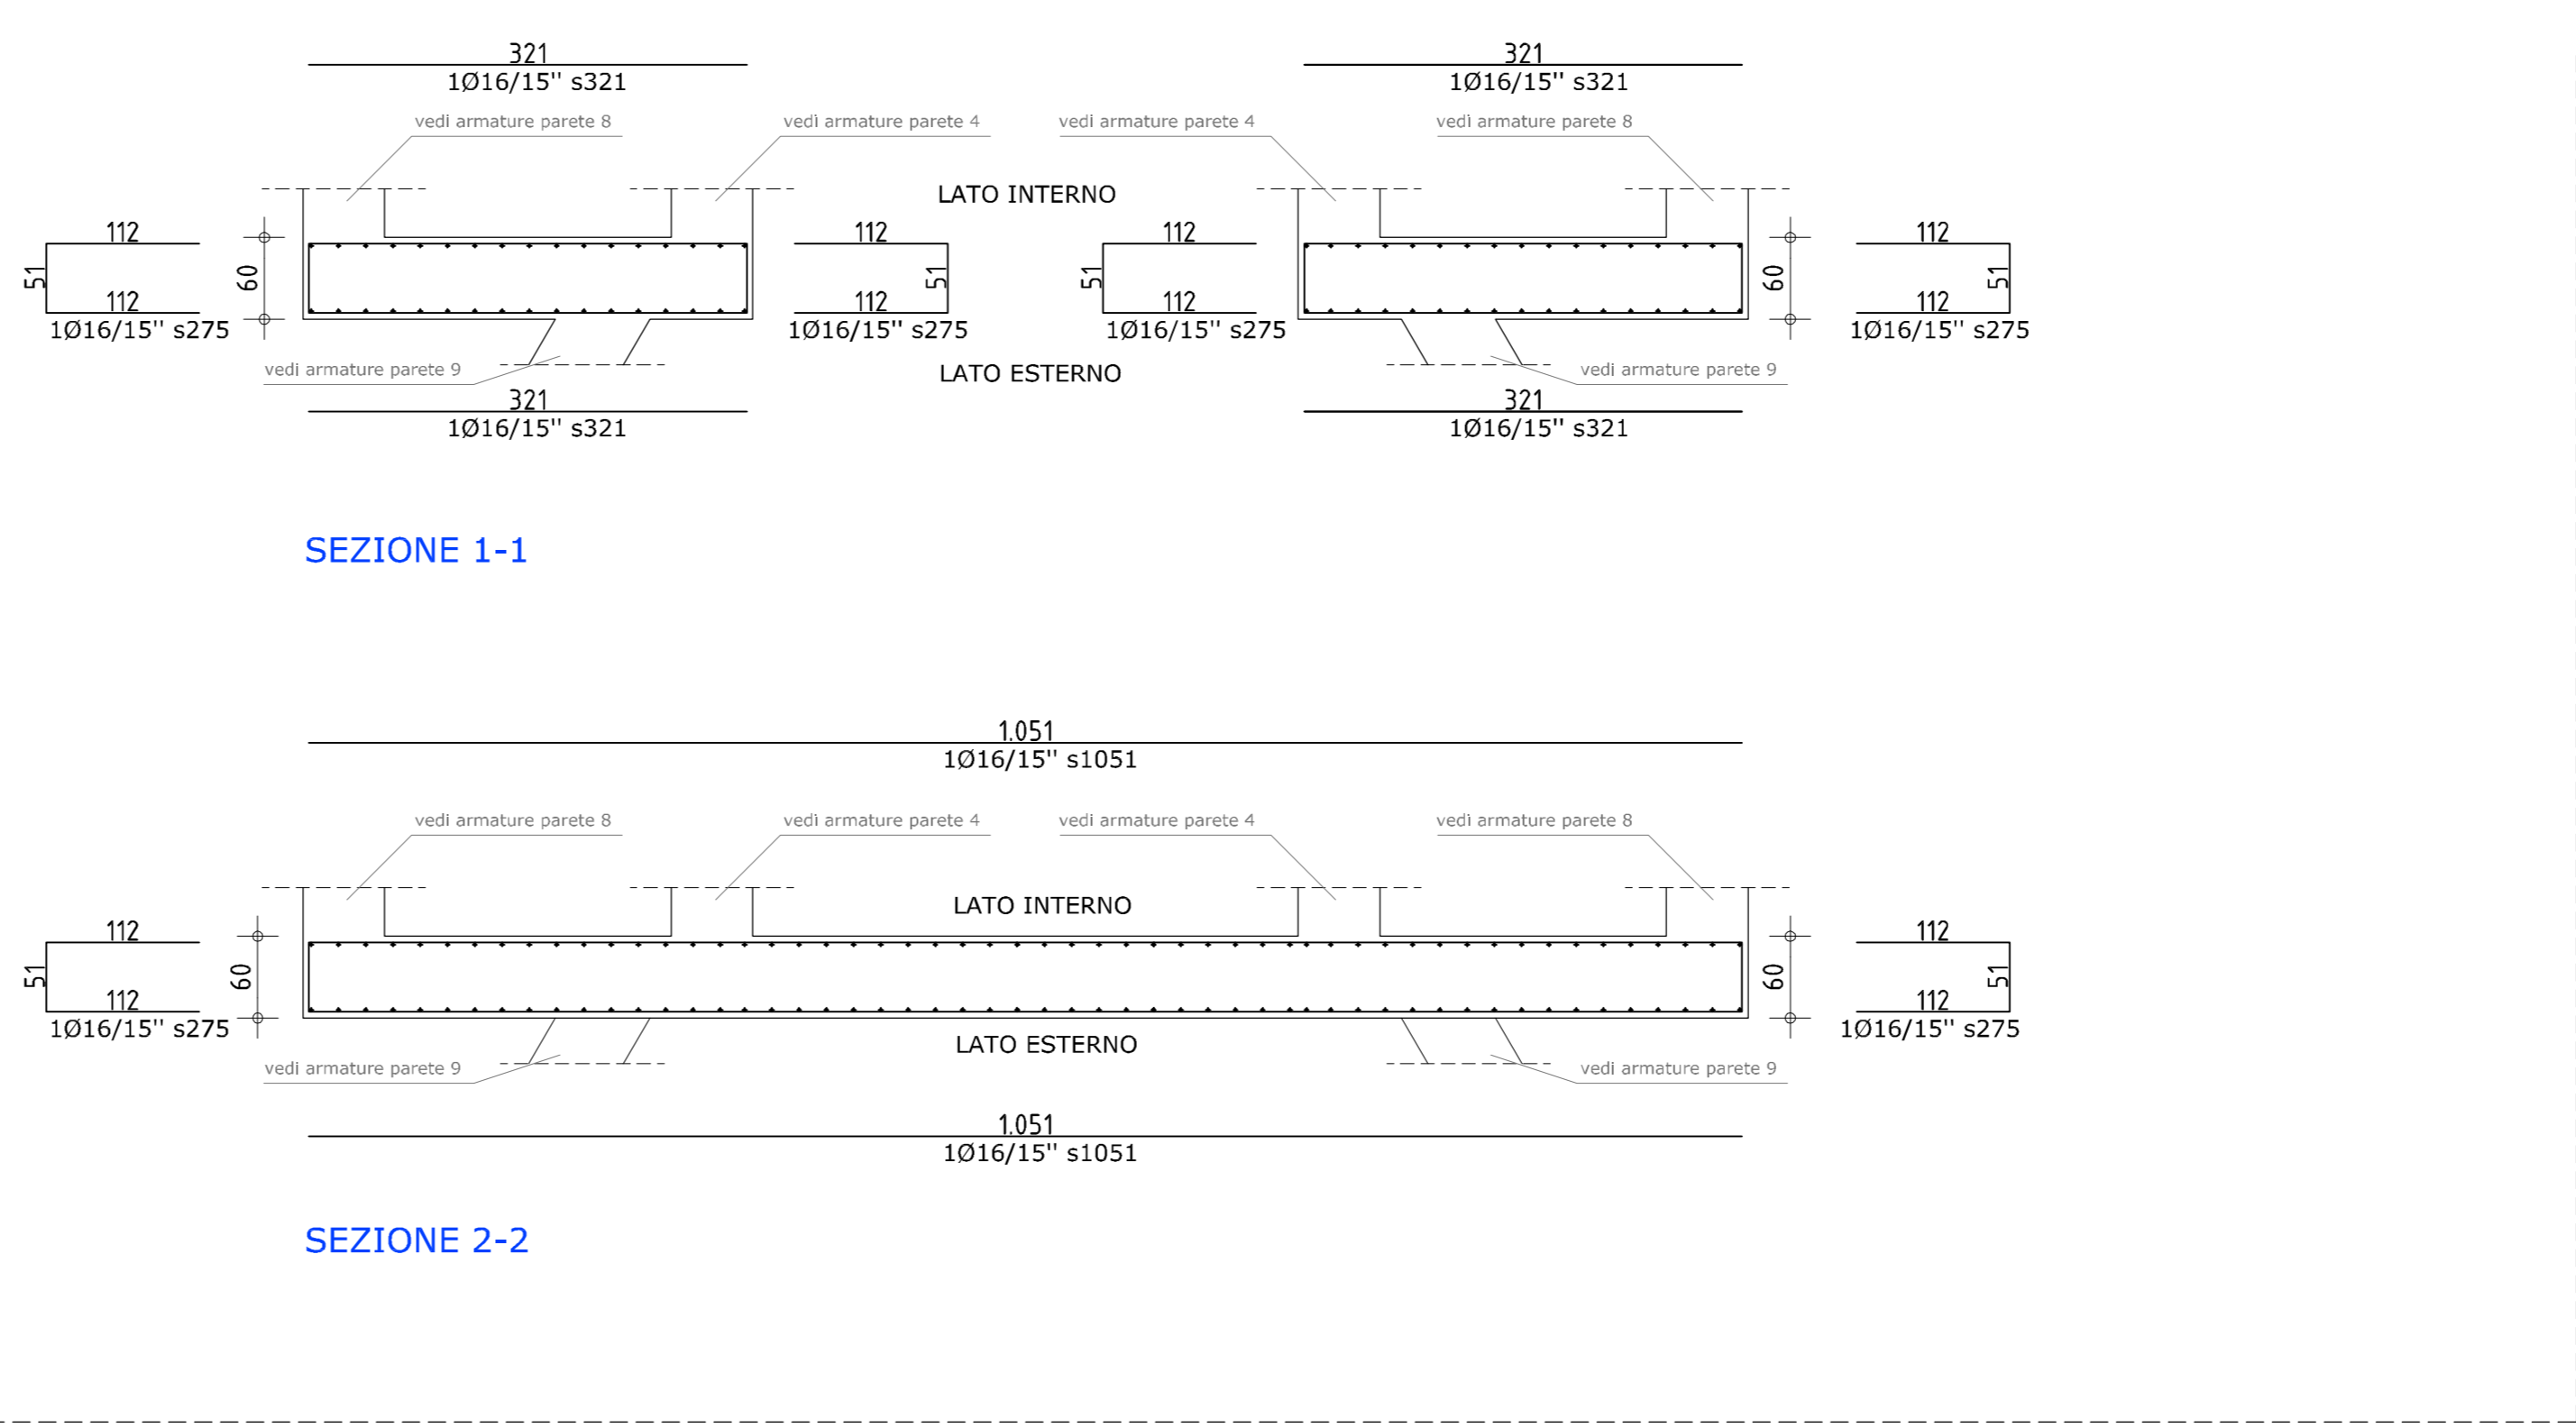 321 321
1Ø16/15'' s321 1Ø16/15'' s321
vedi armature parete 8 vedi armature parete 4 vedi armature parete 4 vedi armature parete 8
LATO INTERNO
112 112 112 112
51 60 51 51 60 51
112 112 112 112
1Ø16/15'' s275 1Ø16/15'' s275 1Ø16/15'' s275 1Ø16/15'' s275
vedi armature parete 9 LATO ESTERNO vedi armature parete 9
321 321
1Ø16/15'' s321 1Ø16/15'' s321
SEZIONE 1-1
1.051
1Ø16/15'' s1051
vedi armature parete 8 vedi armature parete 4 vedi armature parete 4 vedi armature parete 8
LATO INTERNO
112 112
51 60 60 51
112 112
1Ø16/15'' s275 1Ø16/15'' s275
LATO ESTERNO
vedi armature parete 9 vedi armature parete 9
1.051
1Ø16/15'' s1051
SEZIONE 2-2